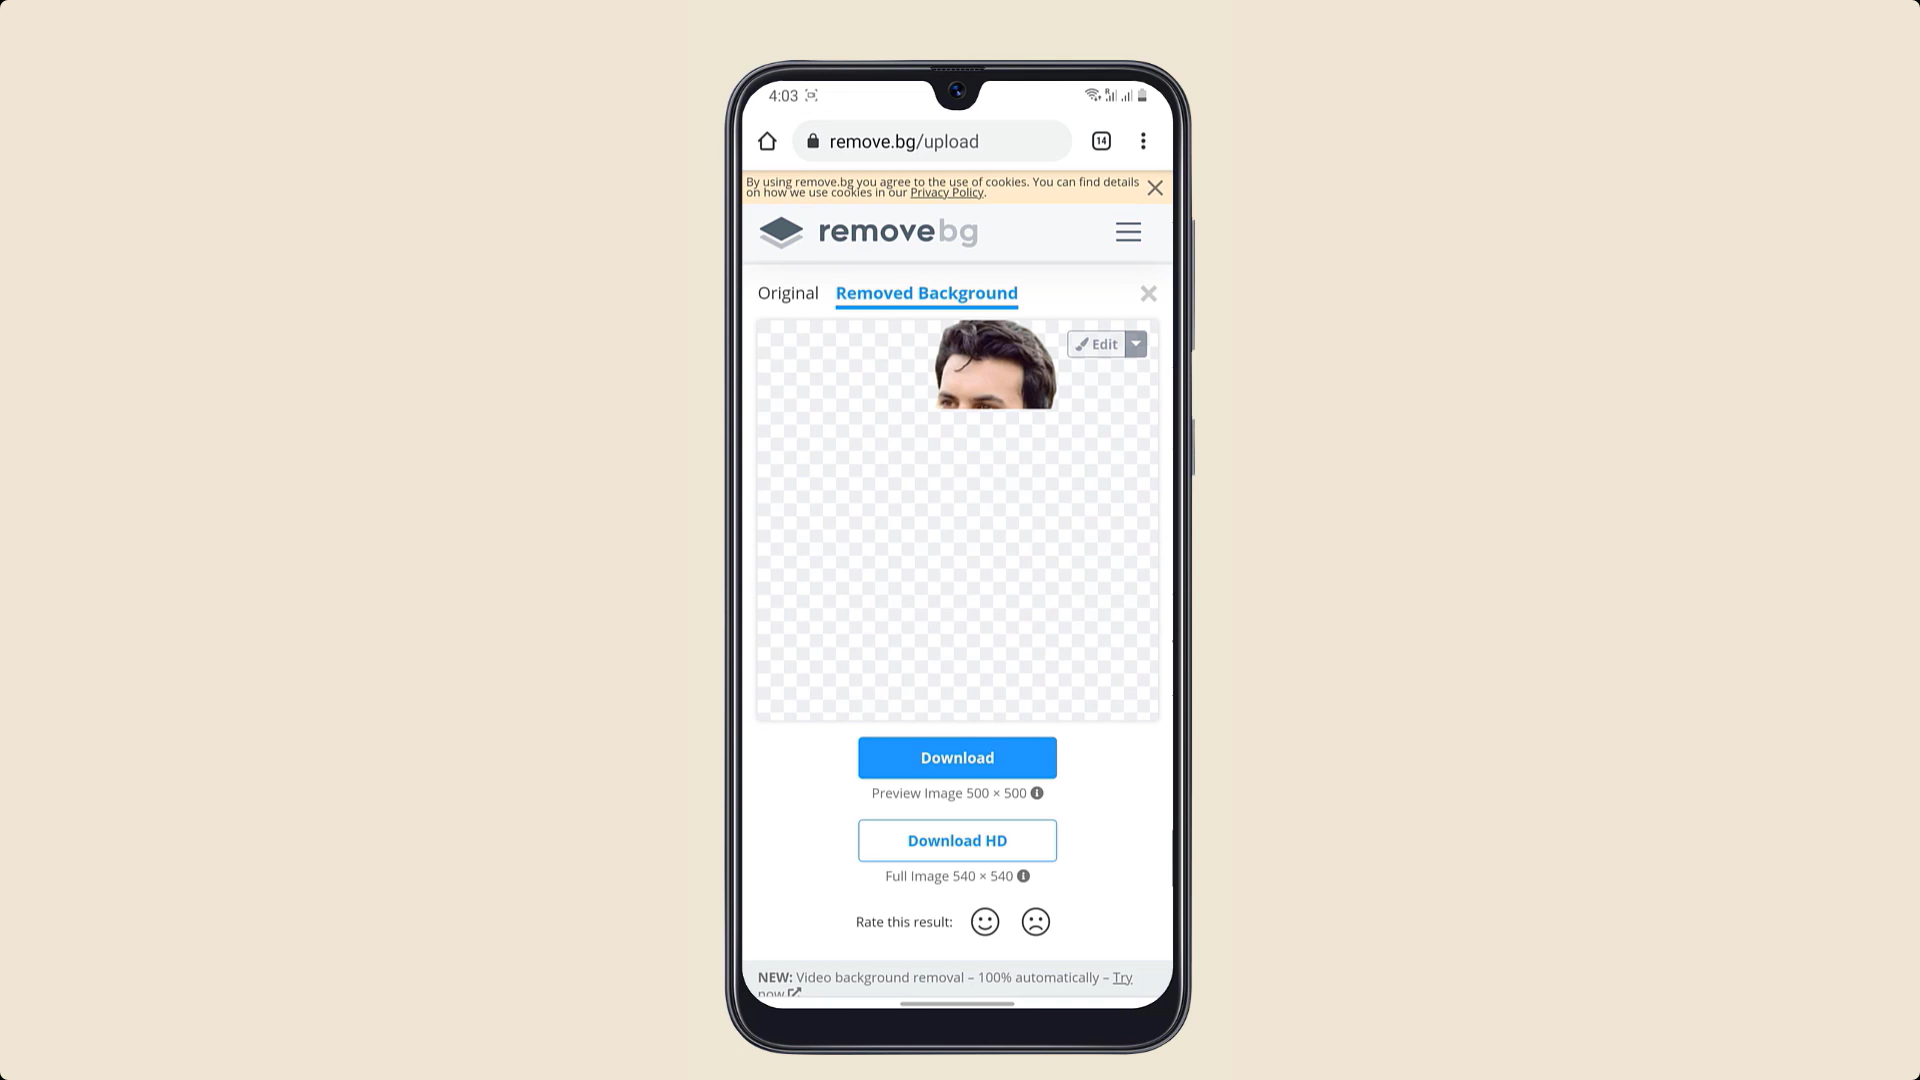 4:03
remove.bg/upload
14
By using remove.bg you agree to the use of cookies. You can find details
on how we use cookies in our Privacy Policy.
removebg
Original Removed Background
Edit
Download
Preview Image 500 × 500
Download HD
Full Image 540 × 540
Rate this result:
NEW: Video background removal – 100% automatically – Try
now